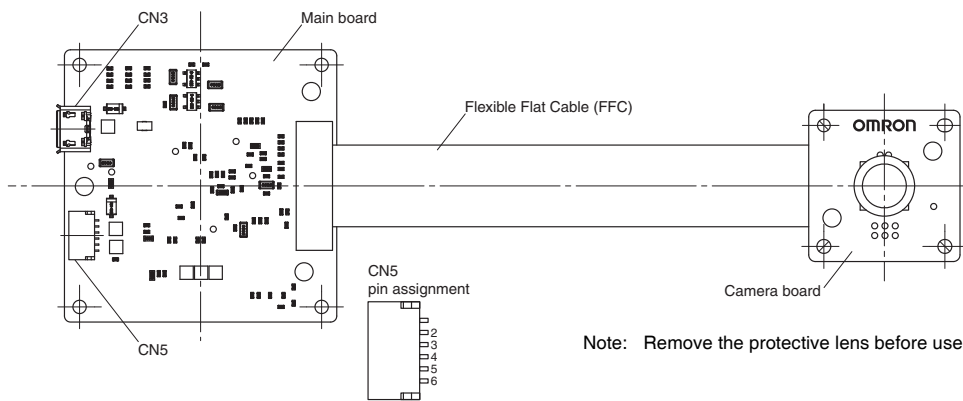 CN3
Main board
Flexible Flat Cable (FFC)
OMRON
CN5
pin assignment
2
3
4
5
6
Camera board
CN5
Note: Remove the protective lens before use